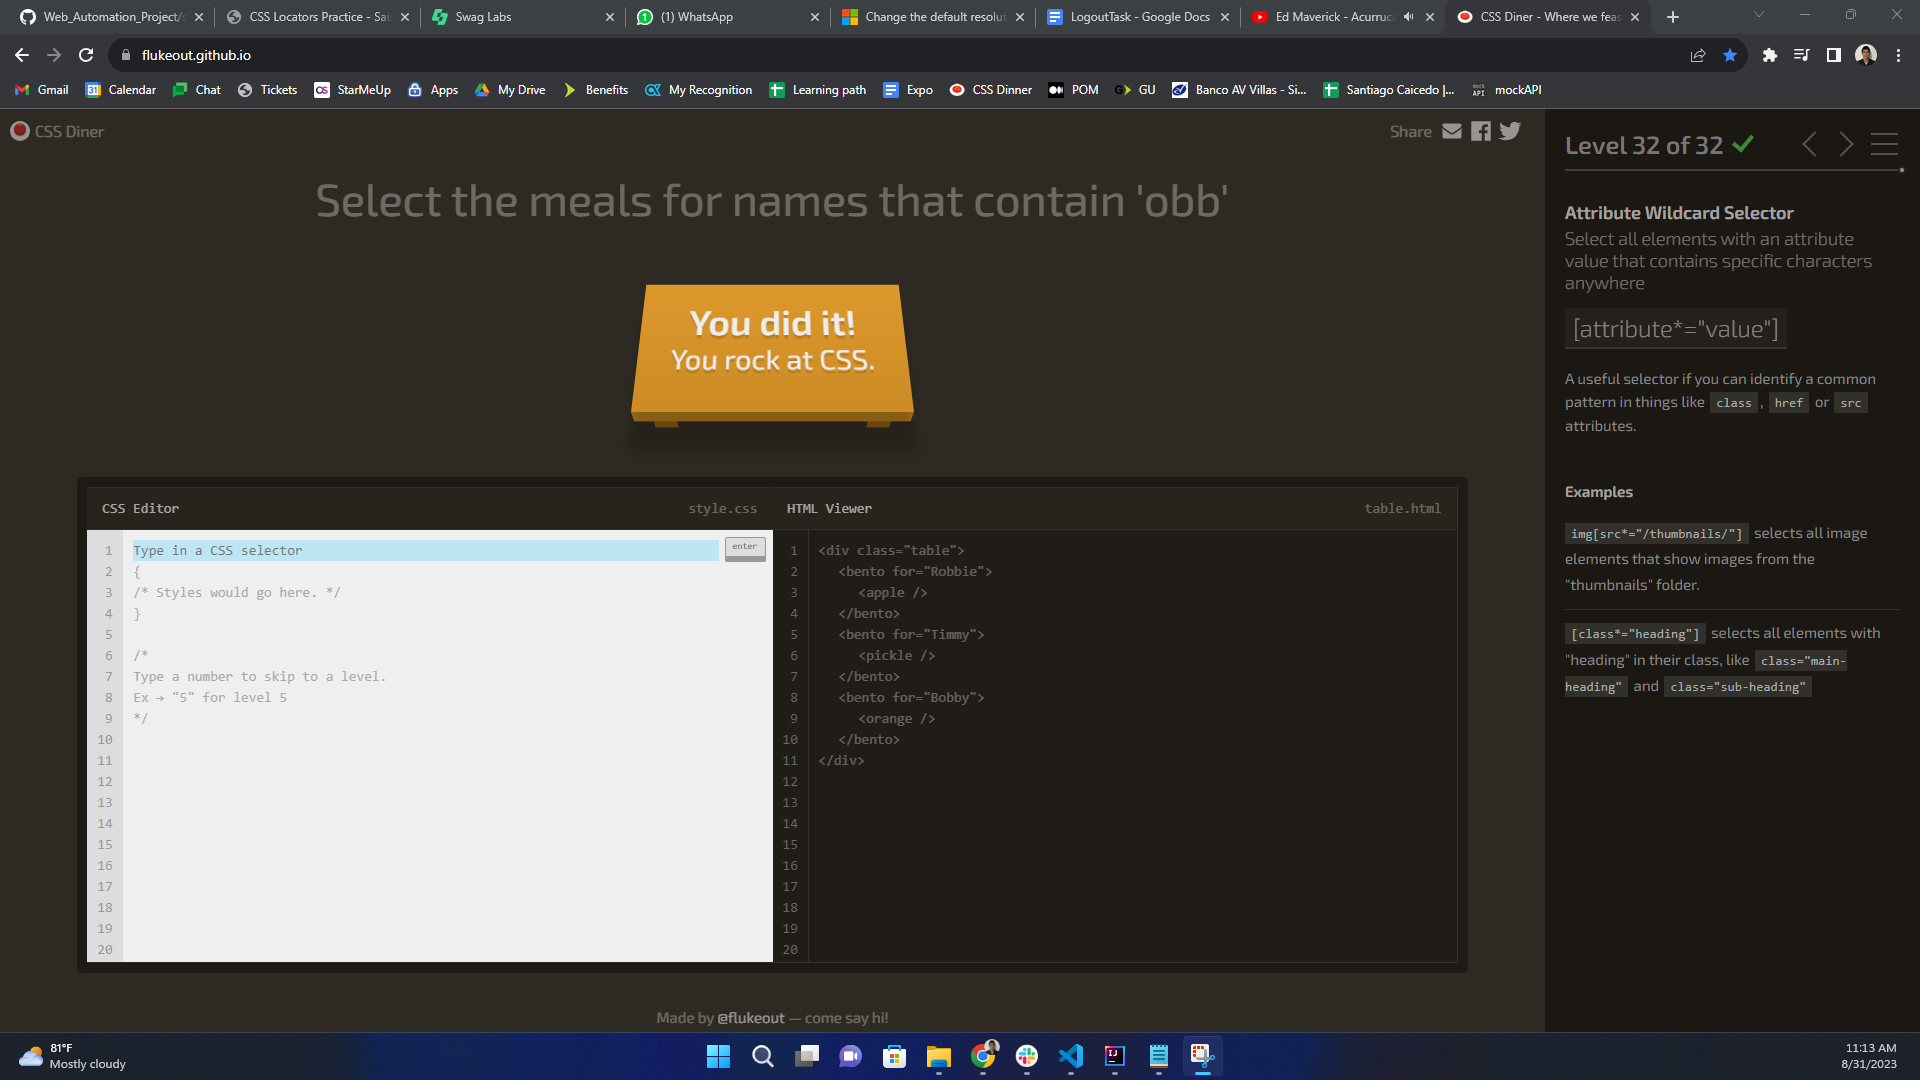 Web_Automation_Project/s
CSS Locators Practice - Sau
Swag Labs
(1) WhatsApp
Change the default resolut
LogoutTask - Google Docs
Ed Maverick - Acurruca
CSS Diner - Where we feas
flukeout.github.io
Gmail
31 Calendar
Chat
Tickets
StarMeUp
Apps
My Drive
Benefits
My Recognition
Learning path
Expo
CSS Dinner
POM
GU
Banco AV Villas - Si...
Santiago Caicedo |...
mockAPI
CSS Diner
Share
Select the meals for names that contain 'obb'
You did it!
You rock at CSS.
CSS Editor
style.css
1 Type in a CSS selector
enter
2 {
3 /* Styles would go here. */
4 }
5
6 /*
7 Type a number to skip to a level.
8 Ex → "5" for level 5
9 */
10
11
12
13
14
15
16
17
18
19
20
HTML Viewer
table.html
1 <div class="table">
2 <bento for="Robbie">
3 <apple />
4 </bento>
5 <bento for="Timmy">
6 <pickle />
7 </bento>
8 <bento for="Bobby">
9 <orange />
10 </bento>
11 </div>
12
13
14
15
16
17
18
19
20
Made by @flukeout — come say hi!
Level 32 of 32
Attribute Wildcard Selector
Select all elements with an attribute
value that contains specific characters
anywhere
[attribute*="value"]
A useful selector if you can identify a common
pattern in things like class, href or src
attributes.
Examples
img[src*="/thumbnails/"] selects all image
elements that show images from the
"thumbnails" folder.
[class*="heading"] selects all elements with
"heading" in their class, like class="main-
heading" and class="sub-heading"
81°F
Mostly cloudy
11:13 AM
8/31/2023